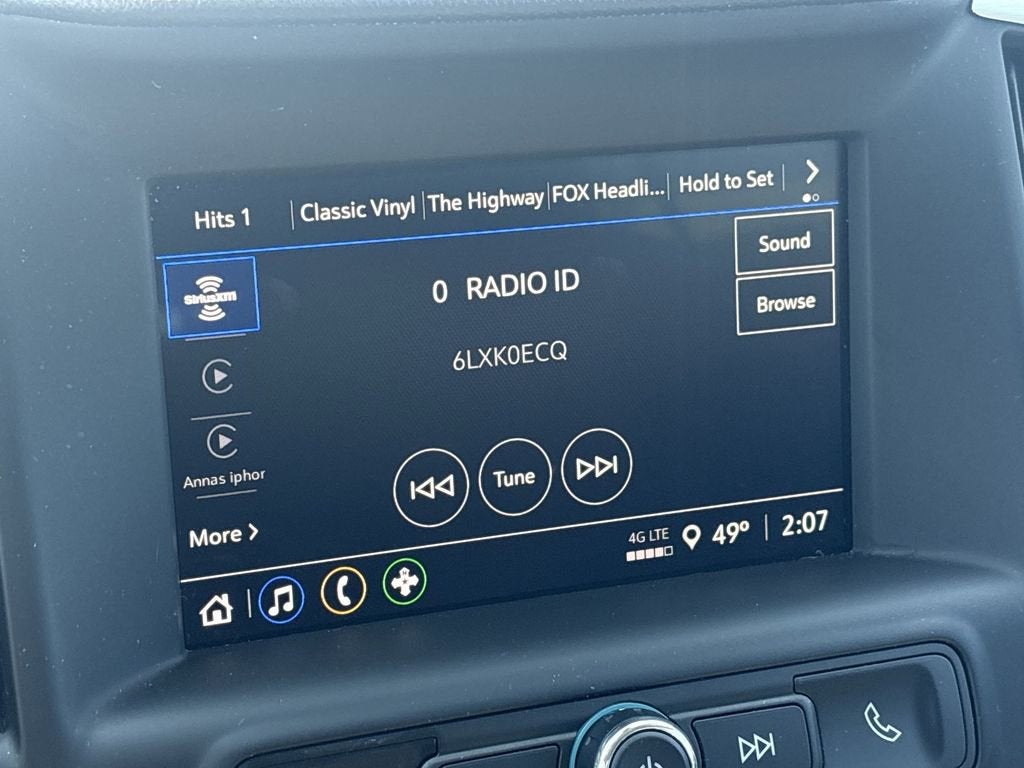 Hits 1 Classic Vinyl The Highway FOX Headli... Hold to Set
Sound
SiriusXM
0 RADIO ID
Browse
6LXK0ECQ
Annas iphor
Tune
More
4G LTE 49° 2:07